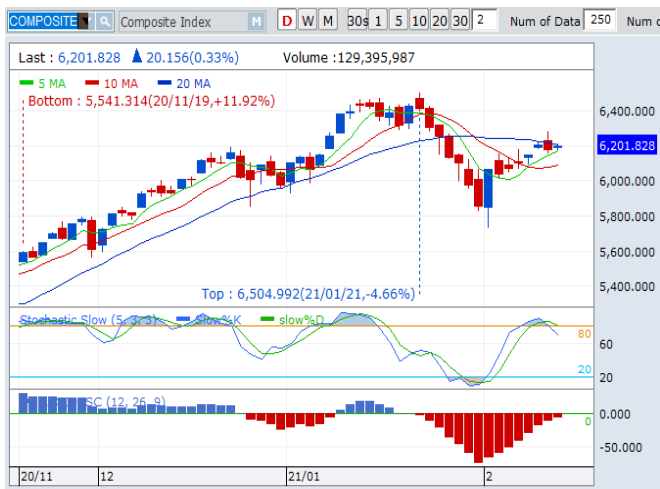 COMPOSITE Composite Index M D W M 30s 1 5 10 20 30 2 Num of Data 250 Num
Last : 6,201.828 ▲ 20.156(0.33%) Volume :129,395,987
5 MA 10 MA 20 MA
Bottom : 5,541.314(20/11/19,+11.92%)
6,400.000
6,201.828
6,000.000
5,800.000
5,600.000
5,400.000
Top : 6,504.992(21/01/21,-4.66%)
Stochastic Slow (5, 3, 3) slow%K slow%D
80
60
20
20
SC (12, 26, 9)
0.000
0
-50.000
20/11 12 21/01 2